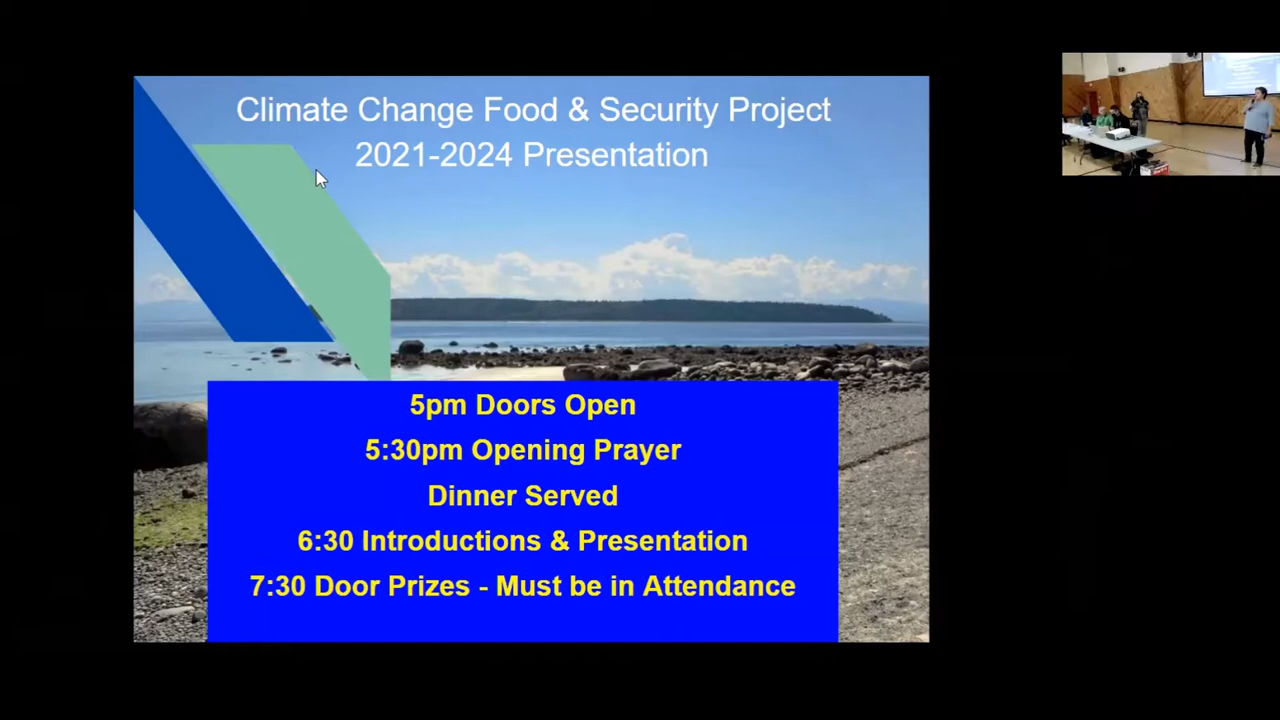 Climate Change Food & Security Project
2021-2024 Presentation
5pm Doors Open
5:30pm Opening Prayer
Dinner Served
6:30 Introductions & Presentation
7:30 Door Prizes - Must be in Attendance